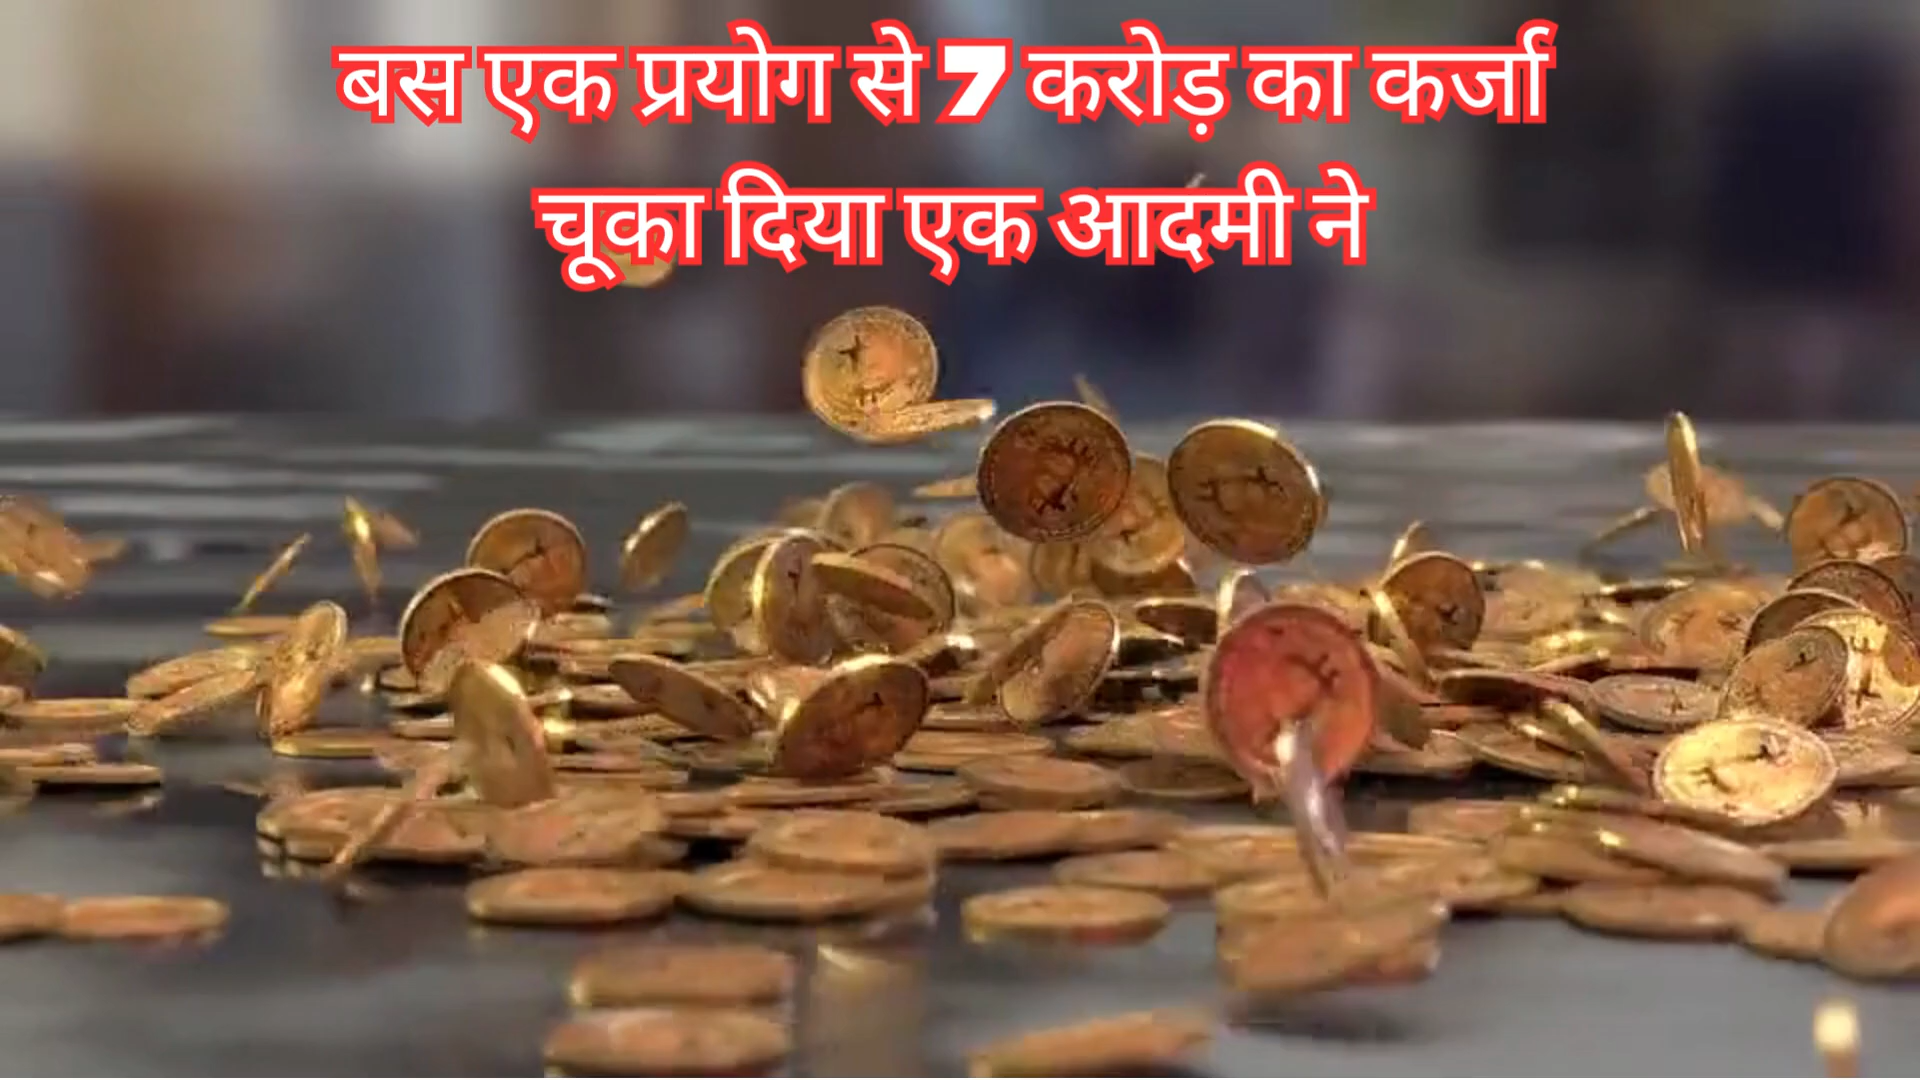 बस एक प्रयोग से 7 करोड़ का कर्जा
चूका दिया एक आदमी ने